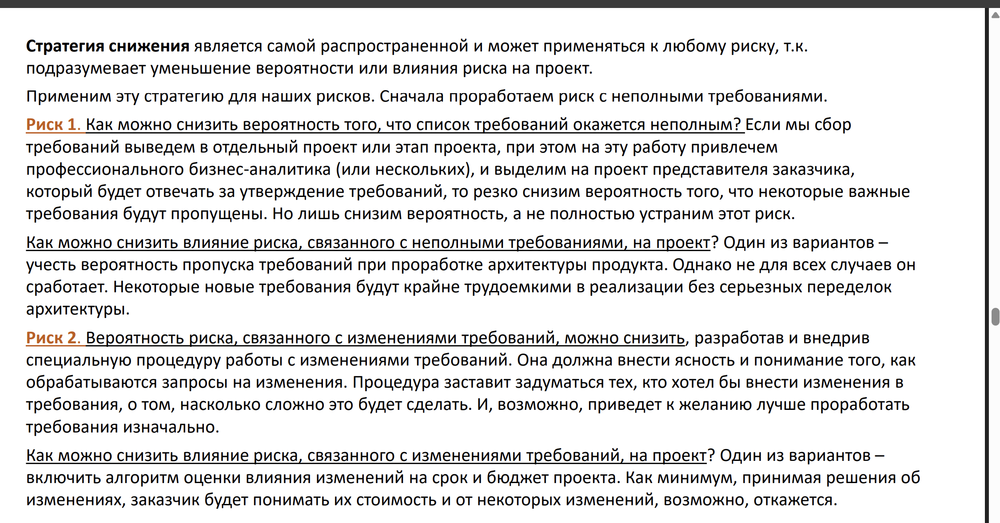 Стратегия снижения является самой распространенной и может применяться к любому риску, т.к.
подразумевает уменьшение вероятности или влияния риска на проект.
Применим эту стратегию для наших рисков. Сначала проработаем риск с неполными требованиями.
Риск 1. Как можно снизить вероятность того, что список требований окажется неполным? Если мы сбор
требований выведем в отдельный проект или этап проекта, при этом на эту работу привлечем
профессионального бизнес-аналитика (или нескольких), и выделим на проект представителя заказчика,
который будет отвечать за утверждение требований, то резко снизим вероятность того, что некоторые важные
требования будут пропущены. Но лишь снизим вероятность, а не полностью устраним этот риск.
Как можно снизить влияние риска, связанного с неполными требованиями, на проект? Один из вариантов –
учесть вероятность пропуска требований при проработке архитектуры продукта. Однако не для всех случаев он
сработает. Некоторые новые требования будут крайне трудоемкими в реализации без серьезных переделок
архитектуры.
Риск 2. Вероятность риска, связанного с изменениями требований, можно снизить, разработав и внедрив
специальную процедуру работы с изменениями требований. Она должна внести ясность и понимание того, как
обрабатываются запросы на изменения. Процедура заставит задуматься тех, кто хотел бы внести изменения в
требования, о том, насколько сложно это будет сделать. И, возможно, приведет к желанию лучше проработать
требования изначально.
Как можно снизить влияние риска, связанного с изменениями требований, на проект? Один из вариантов –
включить алгоритм оценки влияния изменений на срок и бюджет проекта. Как минимум, принимая решения об
изменениях, заказчик будет понимать их стоимость и от некоторых изменений, возможно, откажется.